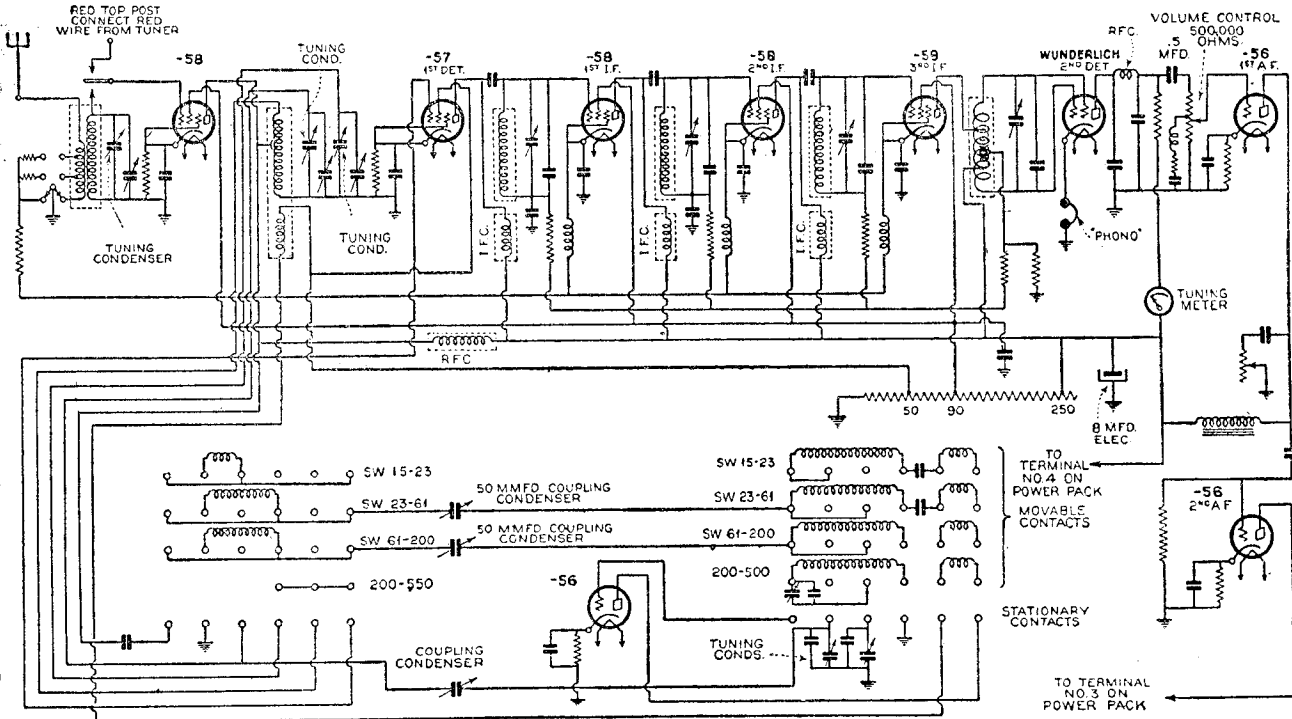 RED TOP POST
CONNECT RED
WIRE FROM TUNER
-58
TUNING
COND.
-57
1ST DET.
-58
1ST I.F.
-58
2ND I.F.
-58
3RD I.F
WUNDERLICH
2ND DET.
RFC.
.5
MFD.
VOLUME CONTROL
500,000
OHMS
-56
1ST A.F.
TUNING
CONDENSER
TUNING
COND.
I.F.C.
I.F.C.
I.F.C.
"PHONO"
TUNING
METER
RFC
50
90
250
8 MFD.
ELEC.
SW 15-23
SW 23-61
SW 61-200
200-550
50 MMFD COUPLING
CONDENSER
50 MMFD COUPLING
CONDENSER
SW 15-23
SW 23-61
SW 61-200
200-500
TO
TERMINAL
NO.4 ON
POWER PACK
MOVABLE
CONTACTS
-56
2ND A F
-56
STATIONARY
CONTACTS
TUNING
CONDS.
COUPLING
CONDENSER
TO TERMINAL
NO.3 ON
POWER PACK